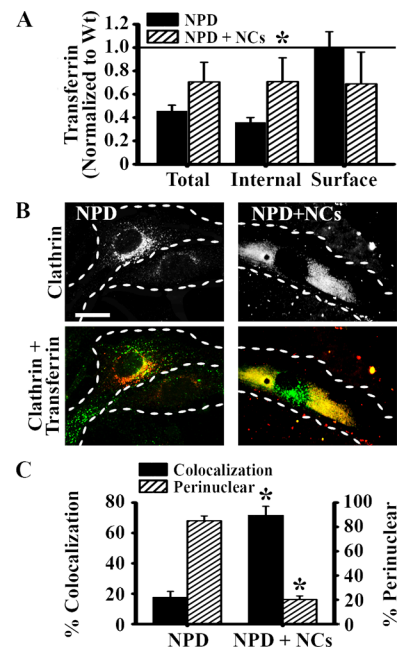 A
NPD
NPD + NCs
*
Transferrin
(Normalized to Wt)
1.2
1.0
0.8
0.6
0.4
0.2
0
Total Internal Surface
B
NPD
NPD+NCs
Clathrin
Clathrin +
Transferrin
C
Colocalization
Perinuclear
% Colocalization
80
60
40
20
0
*
*
100
80
60
40
20
0
% Perinuclear
NPD NPD + NCs